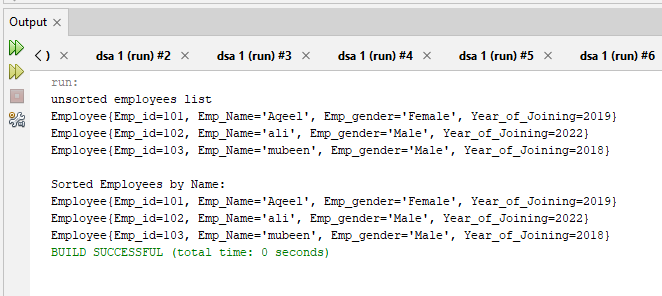 Output ×
< ) × dsa 1 (run) #2 × dsa 1 (run) #3 × dsa 1 (run) #4 × dsa 1 (run) #5 × dsa 1 (run) #6
run:
unsorted employees list
Employee{Emp_id=101, Emp_Name='Aqeel', Emp_gender='Female', Year_of_Joining=2019}
Employee{Emp_id=102, Emp_Name='ali', Emp_gender='Male', Year_of_Joining=2022}
Employee{Emp_id=103, Emp_Name='mubeen', Emp_gender='Male', Year_of_Joining=2018}

Sorted Employees by Name:
Employee{Emp_id=101, Emp_Name='Aqeel', Emp_gender='Female', Year_of_Joining=2019}
Employee{Emp_id=102, Emp_Name='ali', Emp_gender='Male', Year_of_Joining=2022}
Employee{Emp_id=103, Emp_Name='mubeen', Emp_gender='Male', Year_of_Joining=2018}
BUILD SUCCESSFUL (total time: 0 seconds)